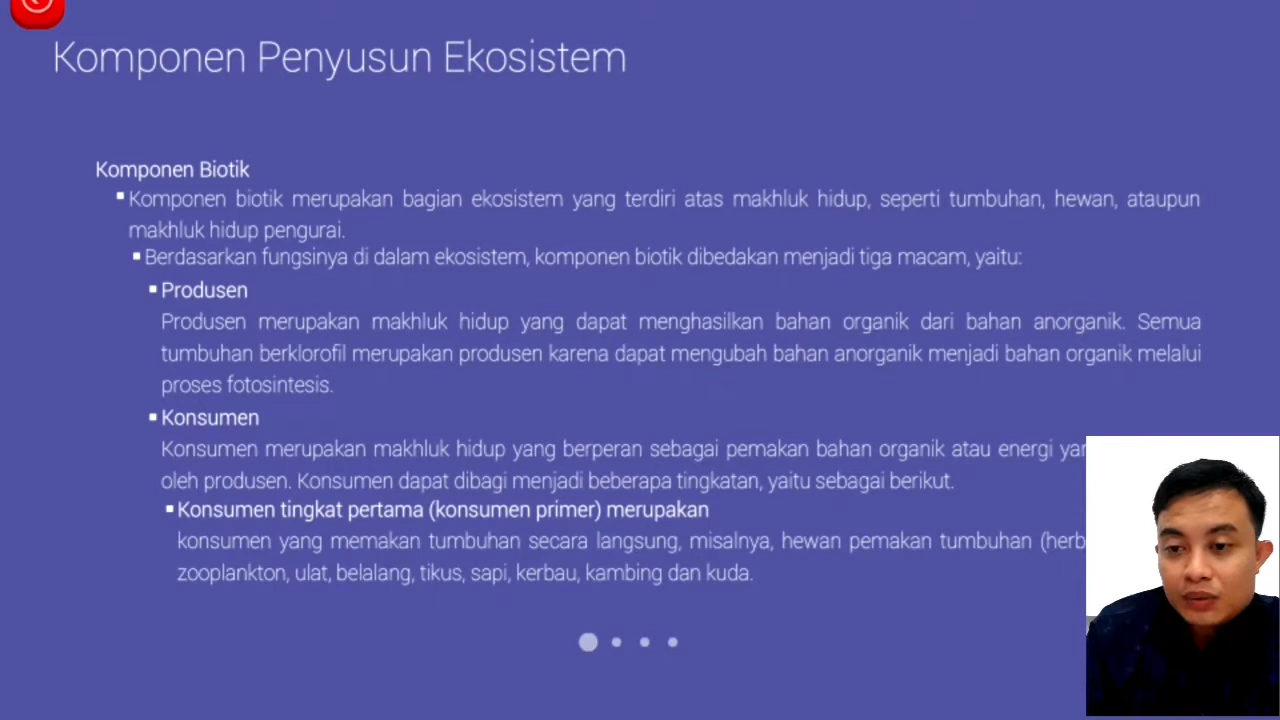 Komponen Penyusun Ekosistem
Komponen Biotik
Komponen biotik merupakan bagian ekosistem yang terdiri atas makhluk hidup, seperti tumbuhan, hewan, ataupun
makhluk hidup pengurai.
Berdasarkan fungsinya di dalam ekosistem, komponen biotik dibedakan menjadi tiga macam, yaitu:
Produsen
Produsen merupakan makhluk hidup yang dapat menghasilkan bahan organik dari bahan anorganik. Semua
tumbuhan berklorofil merupakan produsen karena dapat mengubah bahan anorganik menjadi bahan organik melalui
proses fotosintesis.
Konsumen
Konsumen merupakan makhluk hidup yang berperan sebagai pemakan bahan organik atau energi
oleh produsen. Konsumen dapat dibagi menjadi beberapa tingkatan, yaitu sebagai berikut.
Konsumen tingkat pertama (konsumen primer) merupakan
konsumen yang memakan tumbuhan secara langsung, misalnya, hewan pemakan tumbuhan
zooplankton, ulat, belalang, tikus, sapi, kerbau, kambing dan kuda.